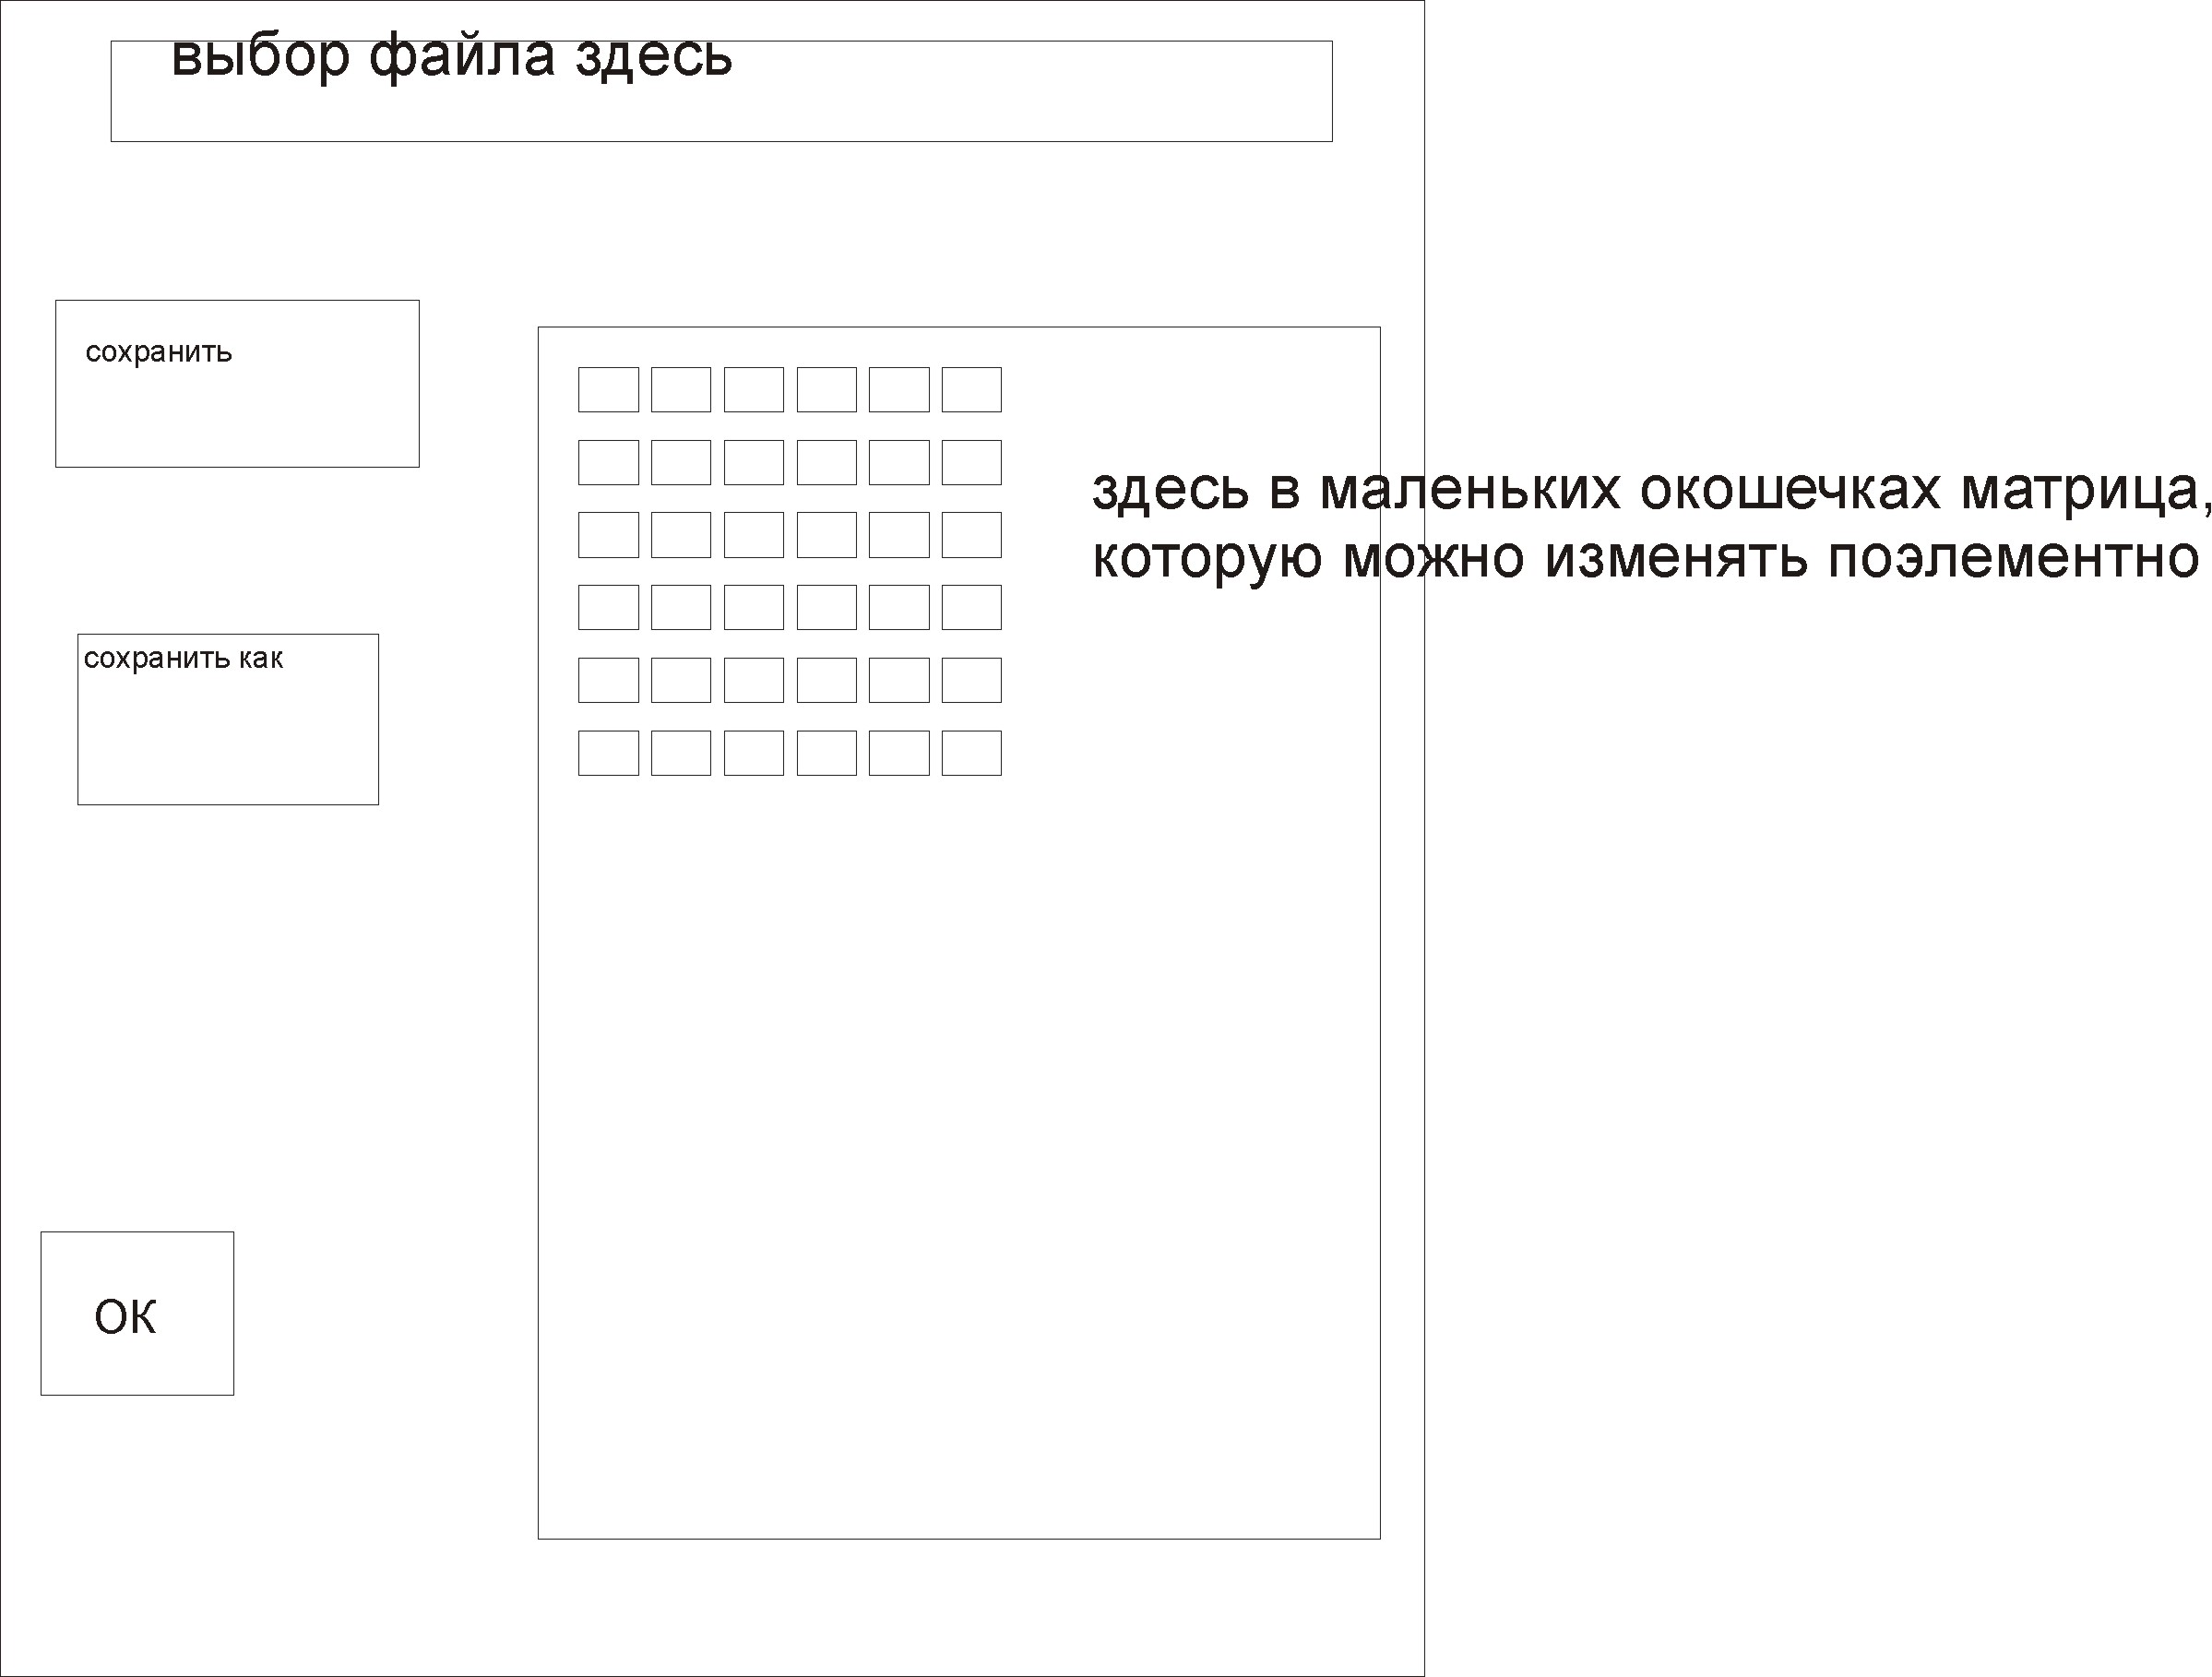 выбор файла здесь
сохранить
здесь в маленьких окошечках матрица,
которую можно изменять поэлементно
сохранить как
ОК